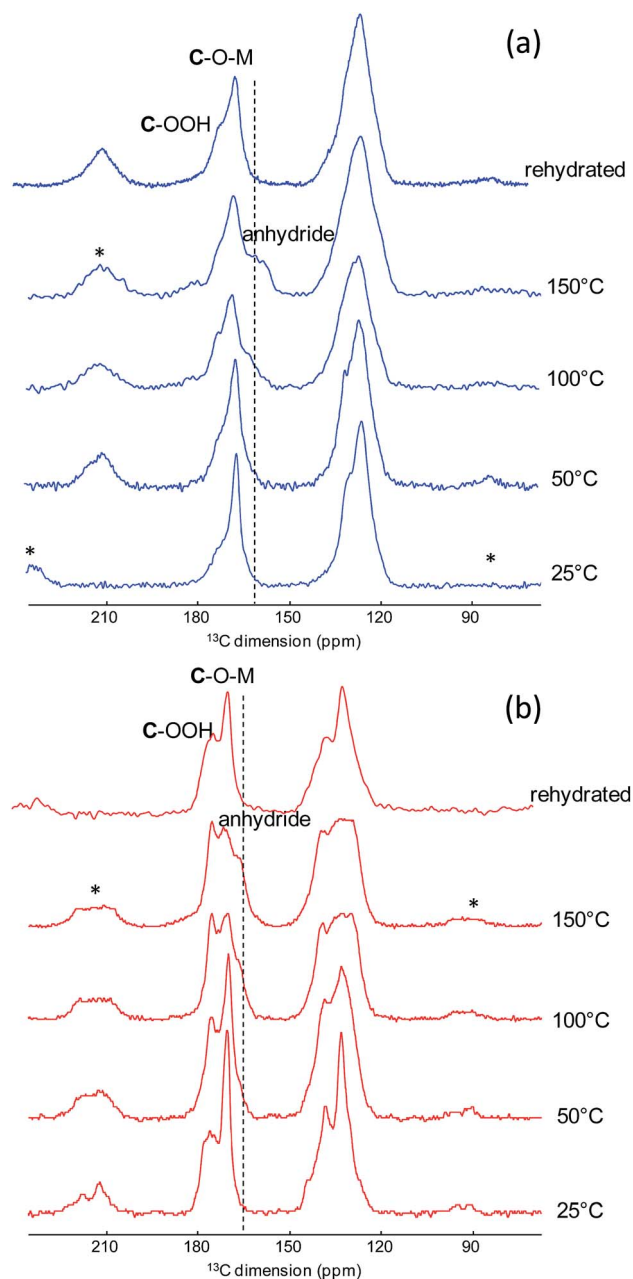 (a)
C-O-M
C-OOH
rehydrated
anhydride
*
150°C
100°C
50°C
*
*
25°C
210 180 150 120 90
13C dimension (ppm)
(b)
C-O-M
C-OOH
rehydrated
anhydride
*
*
150°C
100°C
50°C
25°C
210 180 150 120 90
13C dimension (ppm)